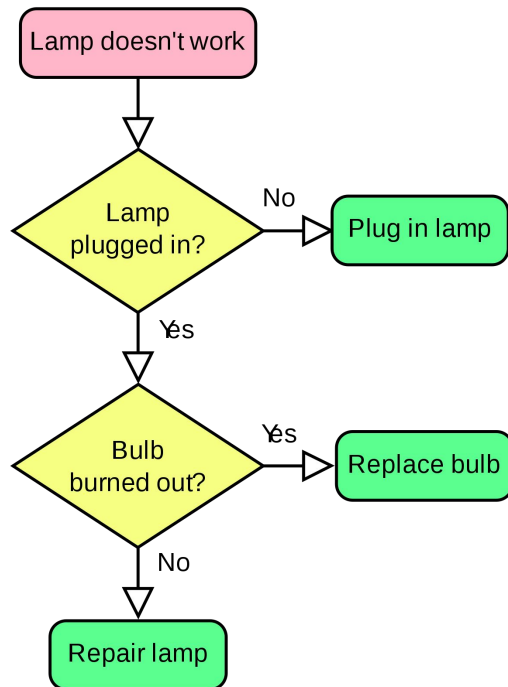 Lamp doesn't work
Lamp
plugged in?
No
Plug in lamp
Yes
Bulb
burned out?
Yes
Replace bulb
No
Repair lamp